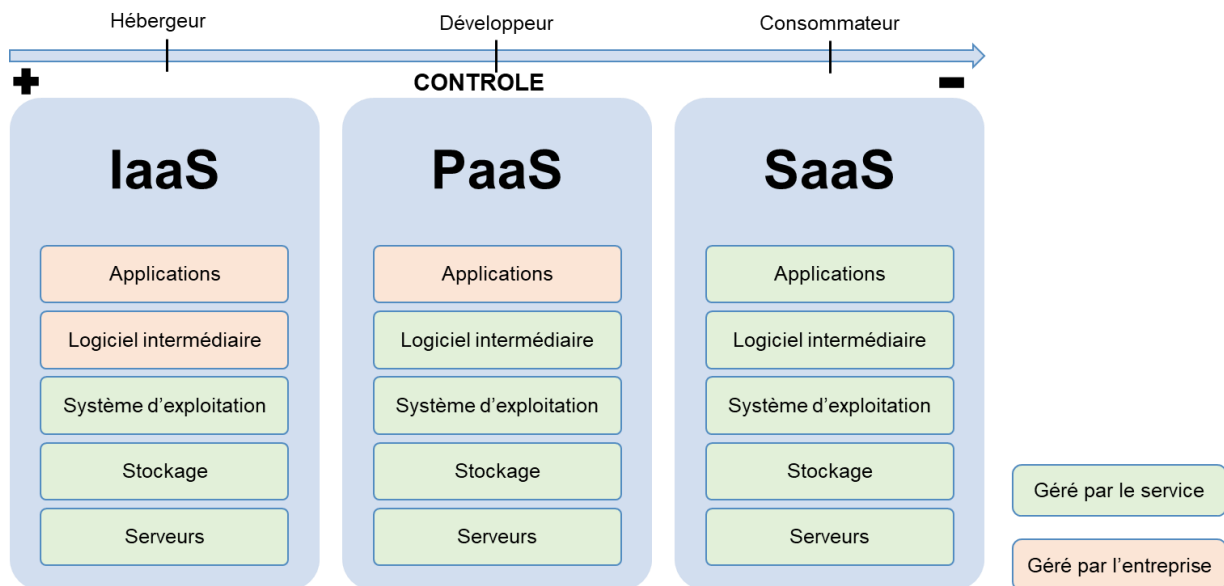 Hébergeur
Développeur
Consommateur
CONTROLE
IaaS
PaaS
SaaS
Applications
Applications
Applications
Logiciel intermédiaire
Logiciel intermédiaire
Logiciel intermédiaire
Système d’exploitation
Système d’exploitation
Système d’exploitation
Stockage
Stockage
Stockage
Serveurs
Serveurs
Serveurs
Géré par le service
Géré par l’entreprise